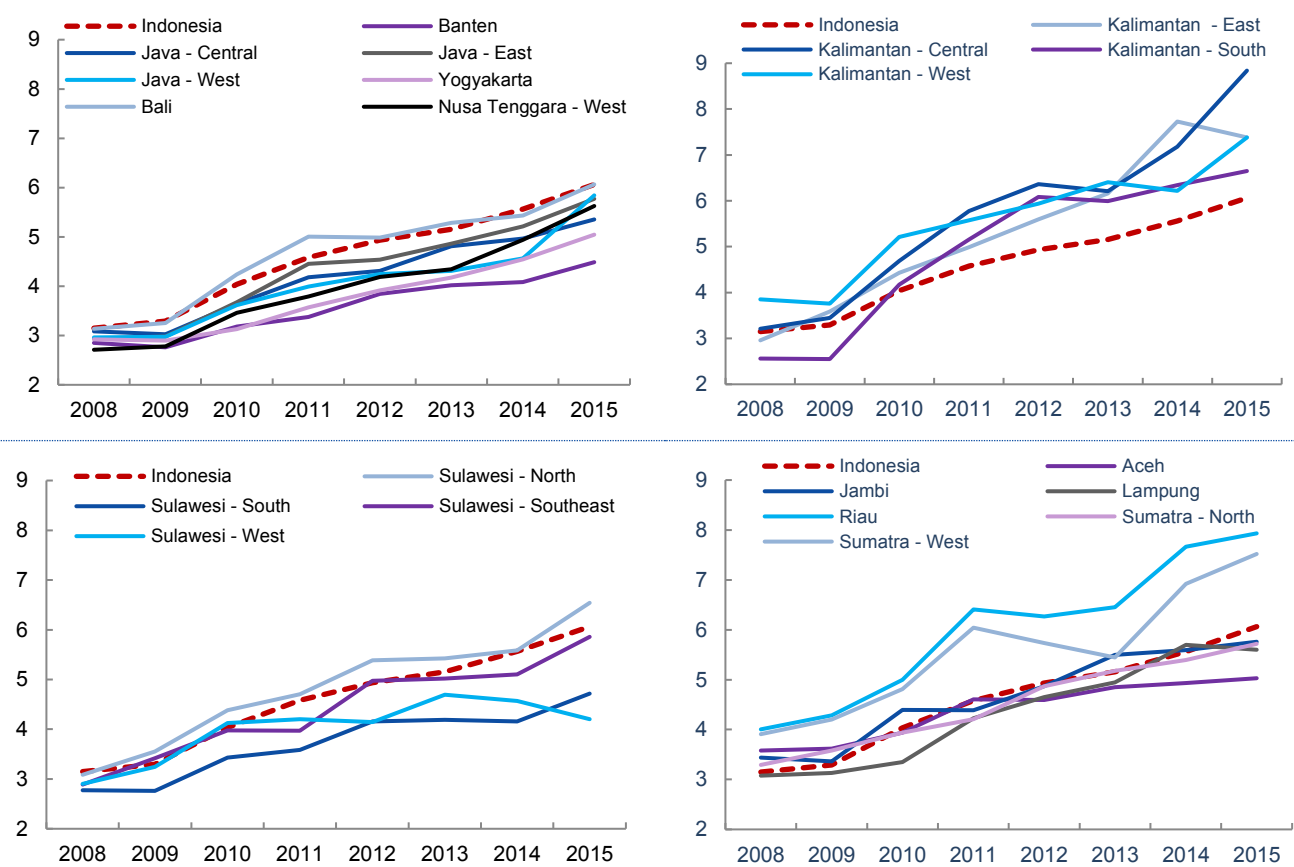 Indonesia Banten
Java - Central Java - East
Java - West Yogyakarta
Bali Nusa Tenggara - West
9
8
7
6
5
4
3
2
2008 2009 2010 2011 2012 2013 2014 2015
Indonesia Kalimantan - East
Kalimantan - Central Kalimantan - South
Kalimantan - West
9
8
7
6
5
4
3
2
2008 2009 2010 2011 2012 2013 2014 2015
Indonesia Sulawesi - North
Sulawesi - South Sulawesi - Southeast
Sulawesi - West
9
8
7
6
5
4
3
2
2008 2009 2010 2011 2012 2013 2014 2015
Indonesia Aceh
Jambi Lampung
Riau Sumatra - North
Sumatra - West
9
8
7
6
5
4
3
2
2008 2009 2010 2011 2012 2013 2014 2015